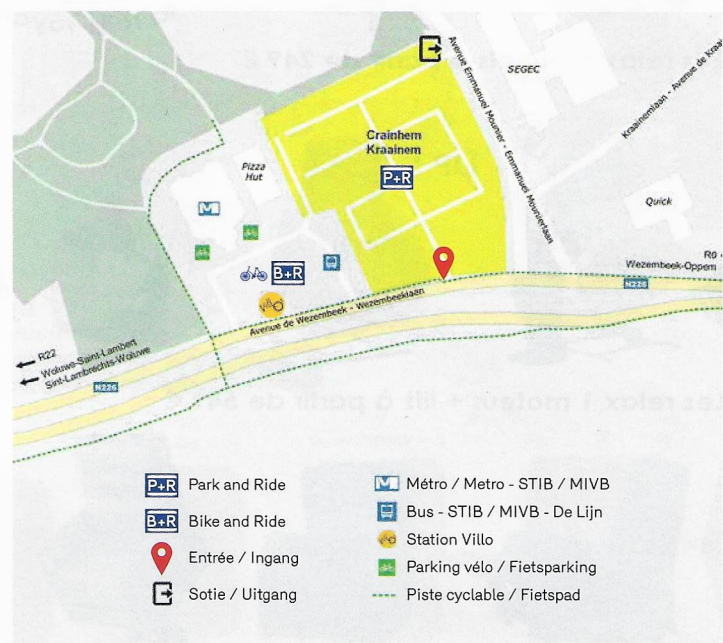 Avenue Emmanuel Mounier - Emmanuel Mounierlaan
SEGEC
Kraainemlaan - Avenue de Kraai
Crainhem
Kraainem
P+R
Pizza
Hut
M
Quick
B+R
R0
Wezembeek-Oppem
N226
Avenue de Wezembeek - Wezembeeklaan
R22
Woluwe-Saint-Lambert
Sint-Lambrechts-Woluwe
N226
P+R Park and Ride
B+R Bike and Ride
Entrée / Ingang
Sotie / Uitgang
M Métro / Metro - STIB / MIVB
Bus - STIB / MIVB - De Lijn
Station Villo
Parking vélo / Fietsparking
Piste cyclable / Fietspad